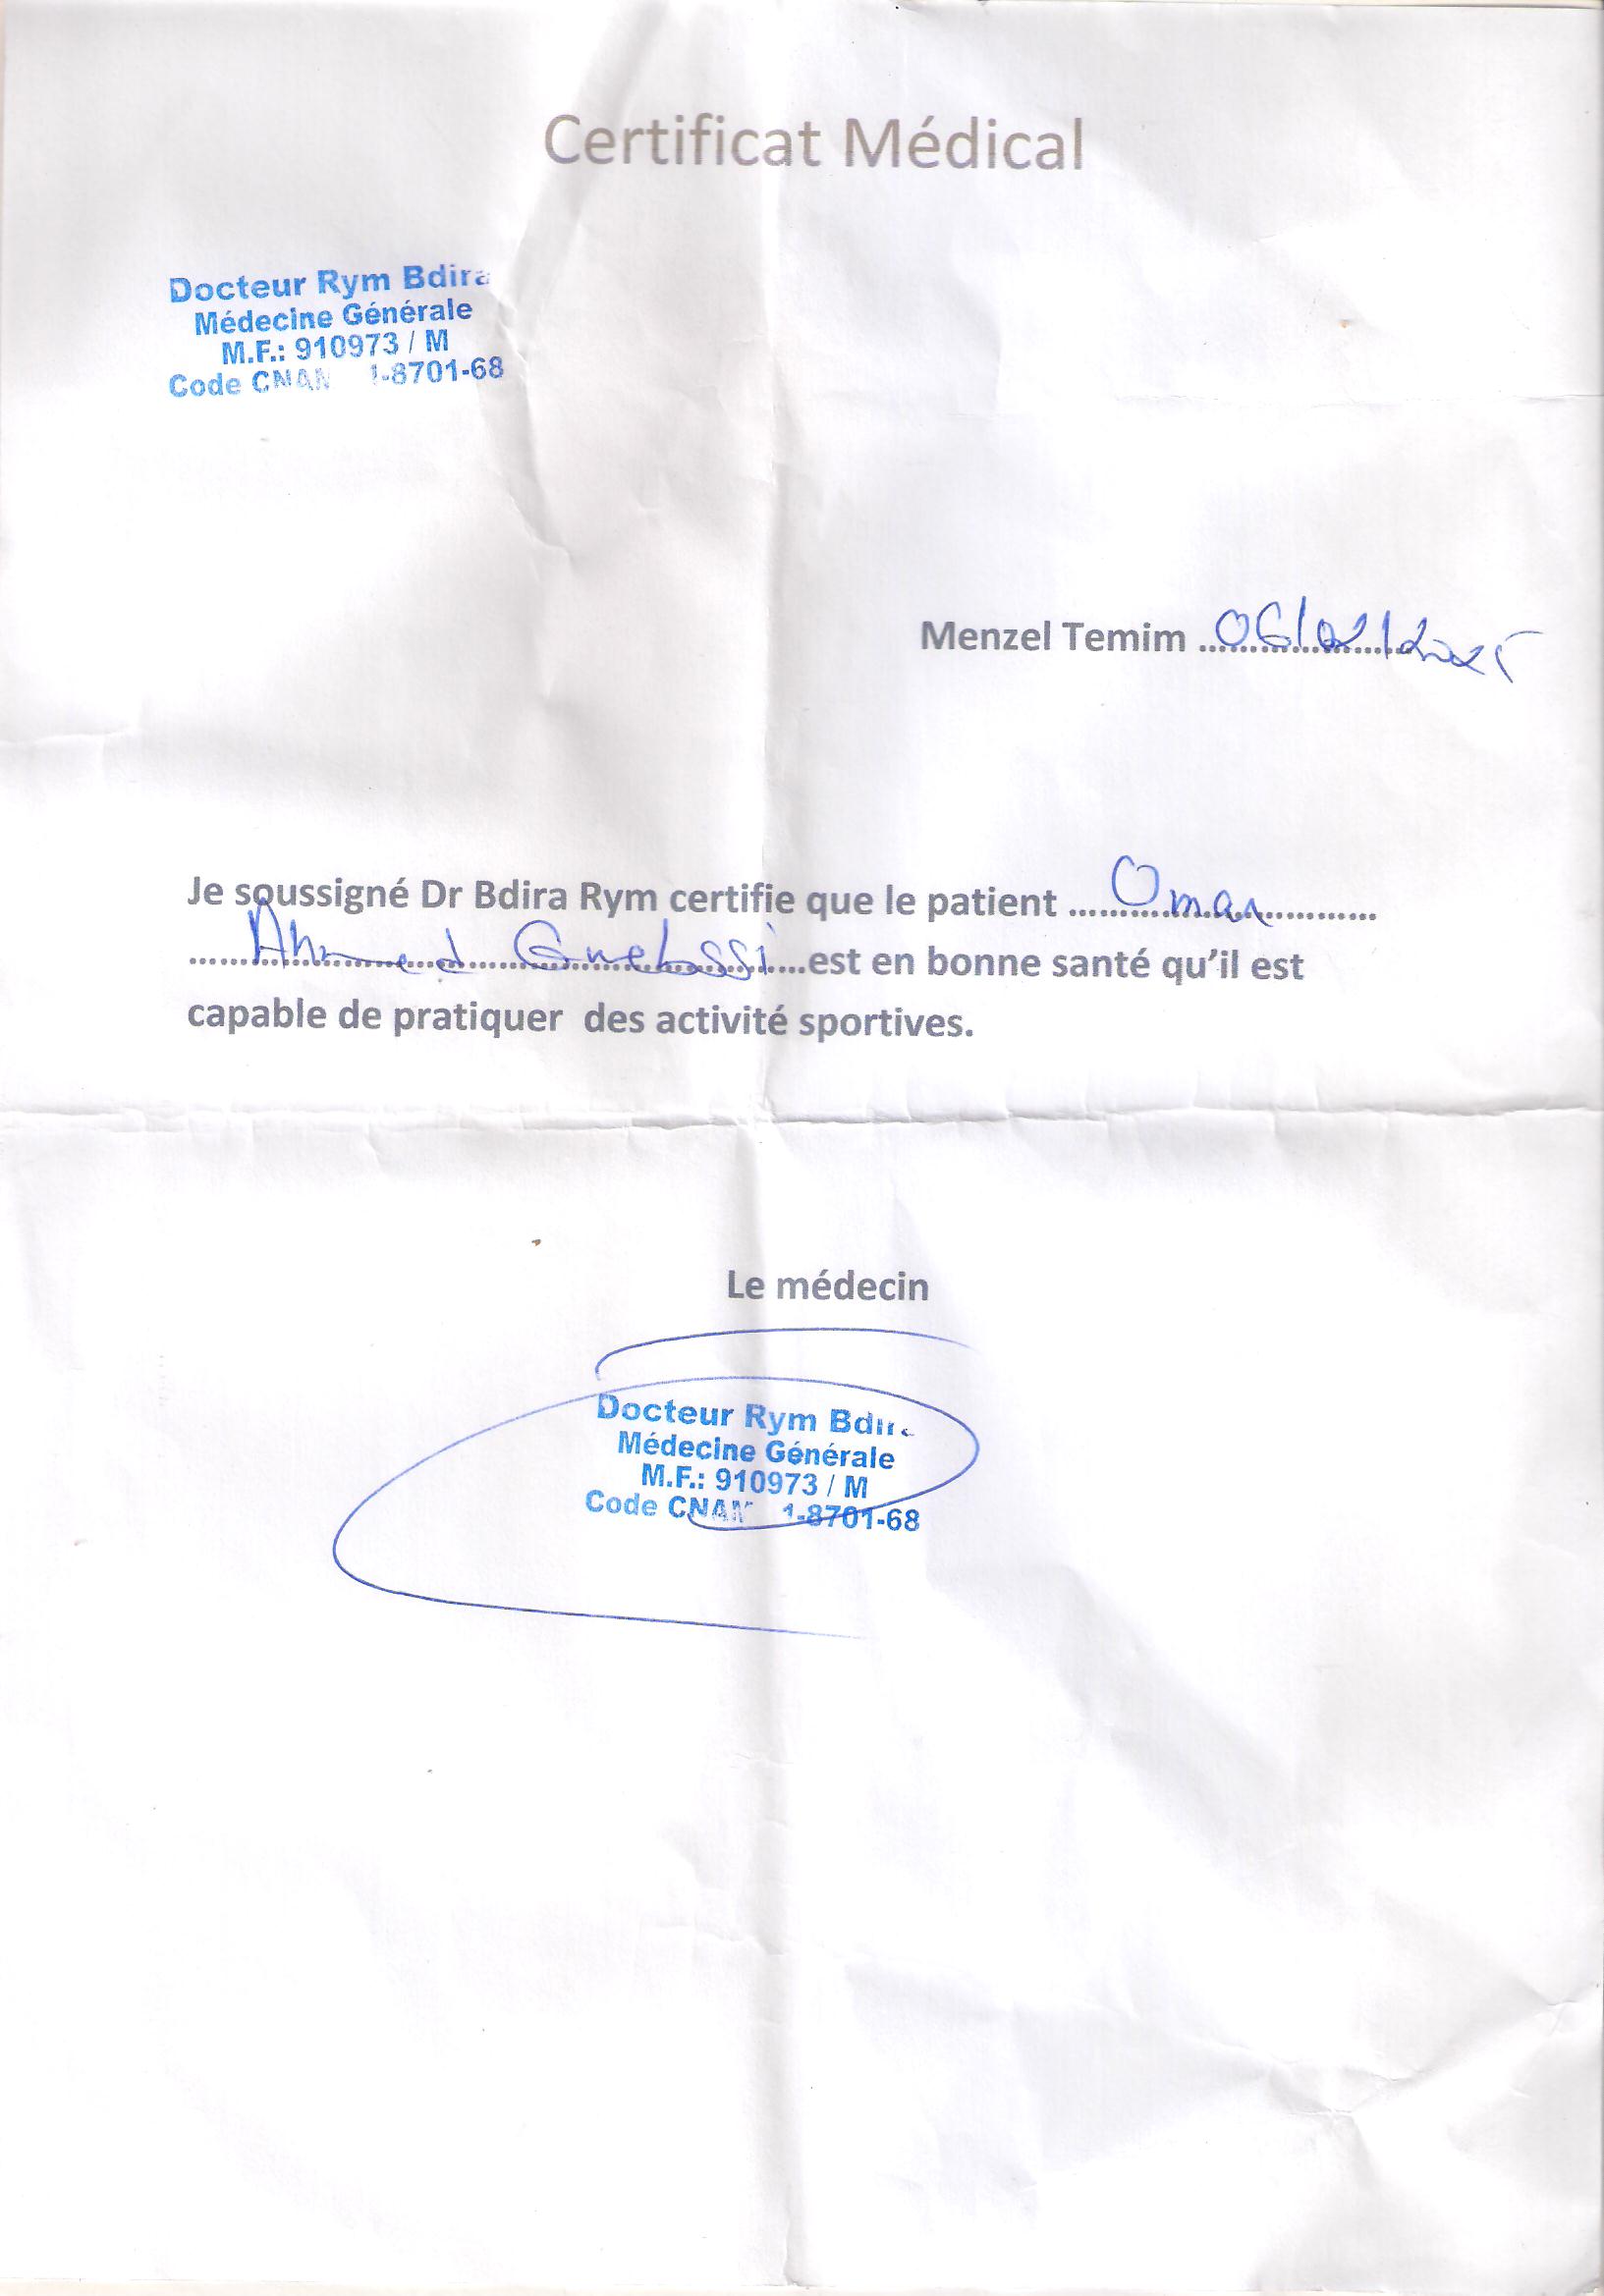 Certificat Médical
Docteur Rym Bdira
Médecine Générale
M.F.: 910973 / M
Code CNAM 1-8701-68
Menzel Temim 06/02/2025
Je soussigné Dr Bdira Rym certifie que le patient Omar
Ahmed Guebssi est en bonne santé qu'il est
capable de pratiquer des activité sportives.
Le médecin
Docteur Rym Bdira
Médecine Générale
M.F.: 910973 / M
Code CNAM 1-8701-68